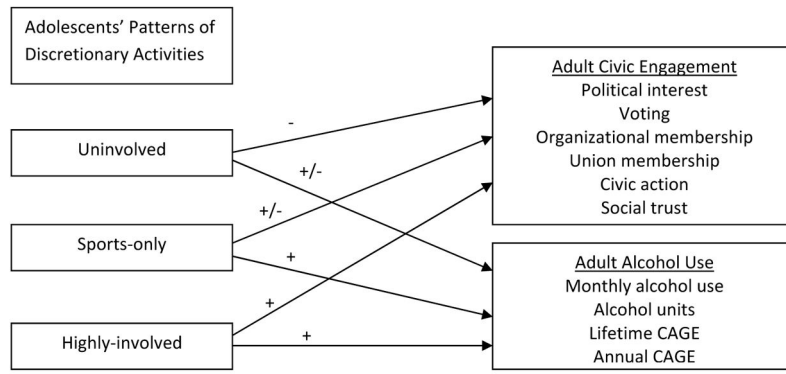 Adolescents' Patterns of
Discretionary Activities
Uninvolved
Sports-only
Highly-involved
-
+/-
+/-
+
+
+
Adult Civic Engagement
Political interest
Voting
Organizational membership
Union membership
Civic action
Social trust
Adult Alcohol Use
Monthly alcohol use
Alcohol units
Lifetime CAGE
Annual CAGE